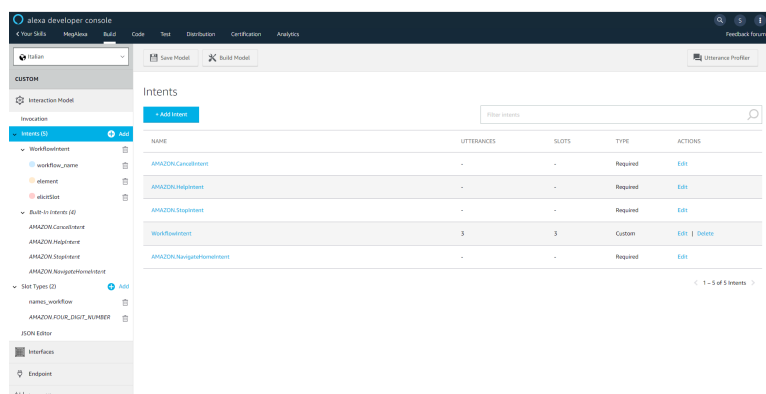 alexa developer console
S
Your Skills MegAlexa Build Code Test Distribution Certification Analytics Feedback forum
Italian
Save Model Build Model Utterance Profiler
CUSTOM
Interaction Model
Invocation
Intents (5) Add
WorkflowIntent
workflow_name
element
elicitSlot
Built-In Intents (4)
AMAZON.CancelIntent
AMAZON.HelpIntent
AMAZON.StopIntent
AMAZON.NavigateHomeIntent
Slot Types (2) Add
names_workflow
AMAZON.FOUR_DIGIT_NUMBER
JSON Editor
Interfaces
Endpoint
Intents
+ Add Intent
Filter intents
NAME UTTERANCES SLOTS TYPE ACTIONS
AMAZON.CancelIntent - - Required Edit
AMAZON.HelpIntent - - Required Edit
AMAZON.StopIntent - - Required Edit
WorkflowIntent 3 3 Custom Edit | Delete
AMAZON.NavigateHomeIntent - - Required Edit
< 1 – 5 of 5 Intents >